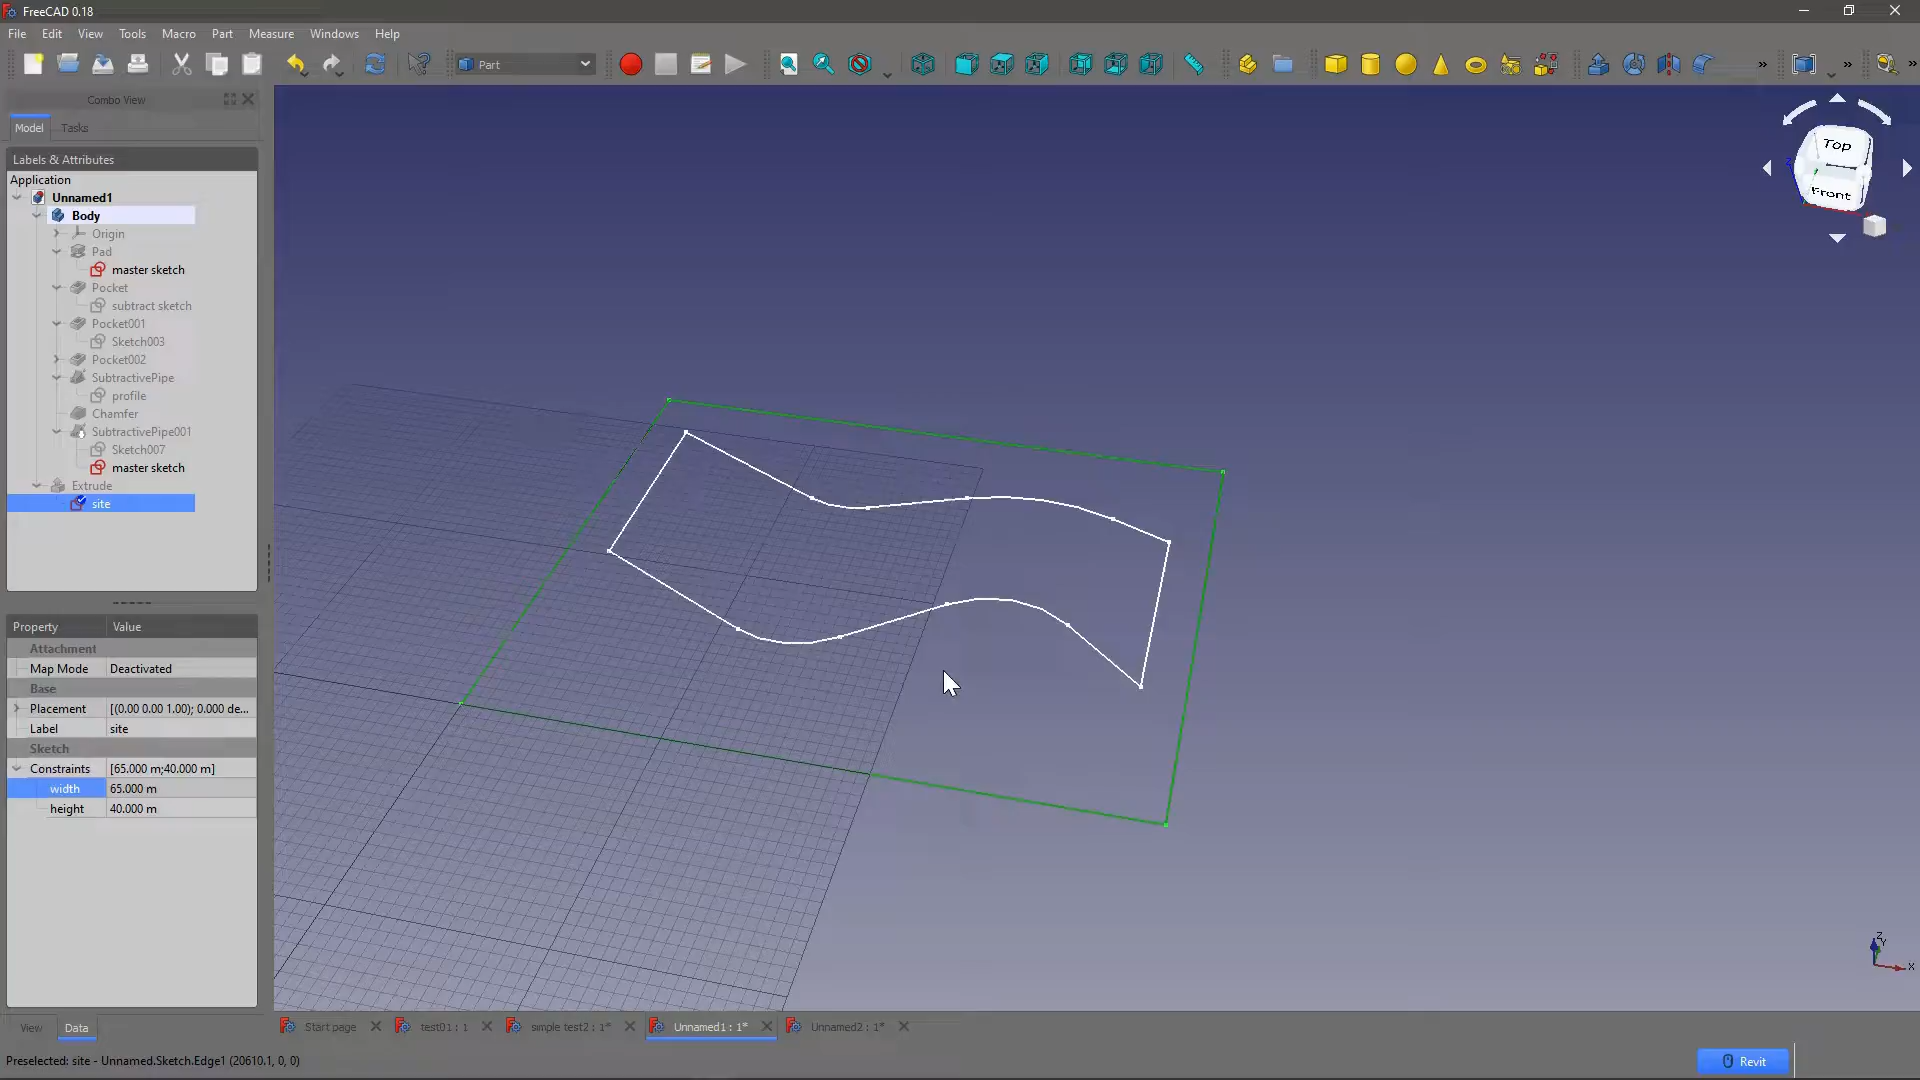 FreeCAD 0.18
File Edit View Tools Macro Part Measure Windows Help
Part
Combo View
Model Tasks
Labels & Attributes
Application
Unnamed1
Body
Origin
Pad
master sketch
Pocket
subtract sketch
Pocket001
Sketch003
Pocket002
SubtractivePipe
profile
Chamfer
SubtractivePipe001
Sketch007
master sketch
Extrude
site
Property Value
Attachment
Map Mode Deactivated
Base
Placement [(0.00 0.00 1.00); 0.000 de...
Label site
Sketch
Constraints [65.000 m;40.000 m]
width 65.000 m
height 40.000 m
View Data
Top
Front
Z
Z
Y
X
Start page test01 : 1 simple test2 : 1* Unnamed1 : 1* Unnamed2 : 1*
Preselected: site - Unnamed.Sketch.Edge1 (20610.1, 0, 0)
Revit